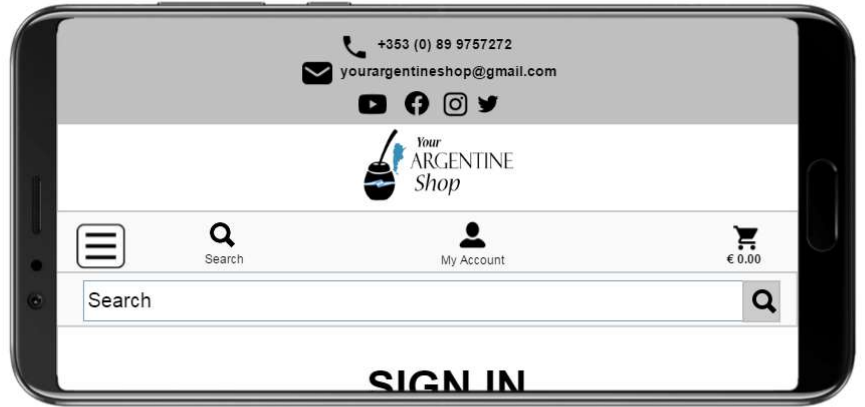 +353 (0) 89 9757272
yourargentineshop@gmail.com
Your
ARGENTINE
Shop
Search
My Account
€ 0.00
Search
SIGN IN